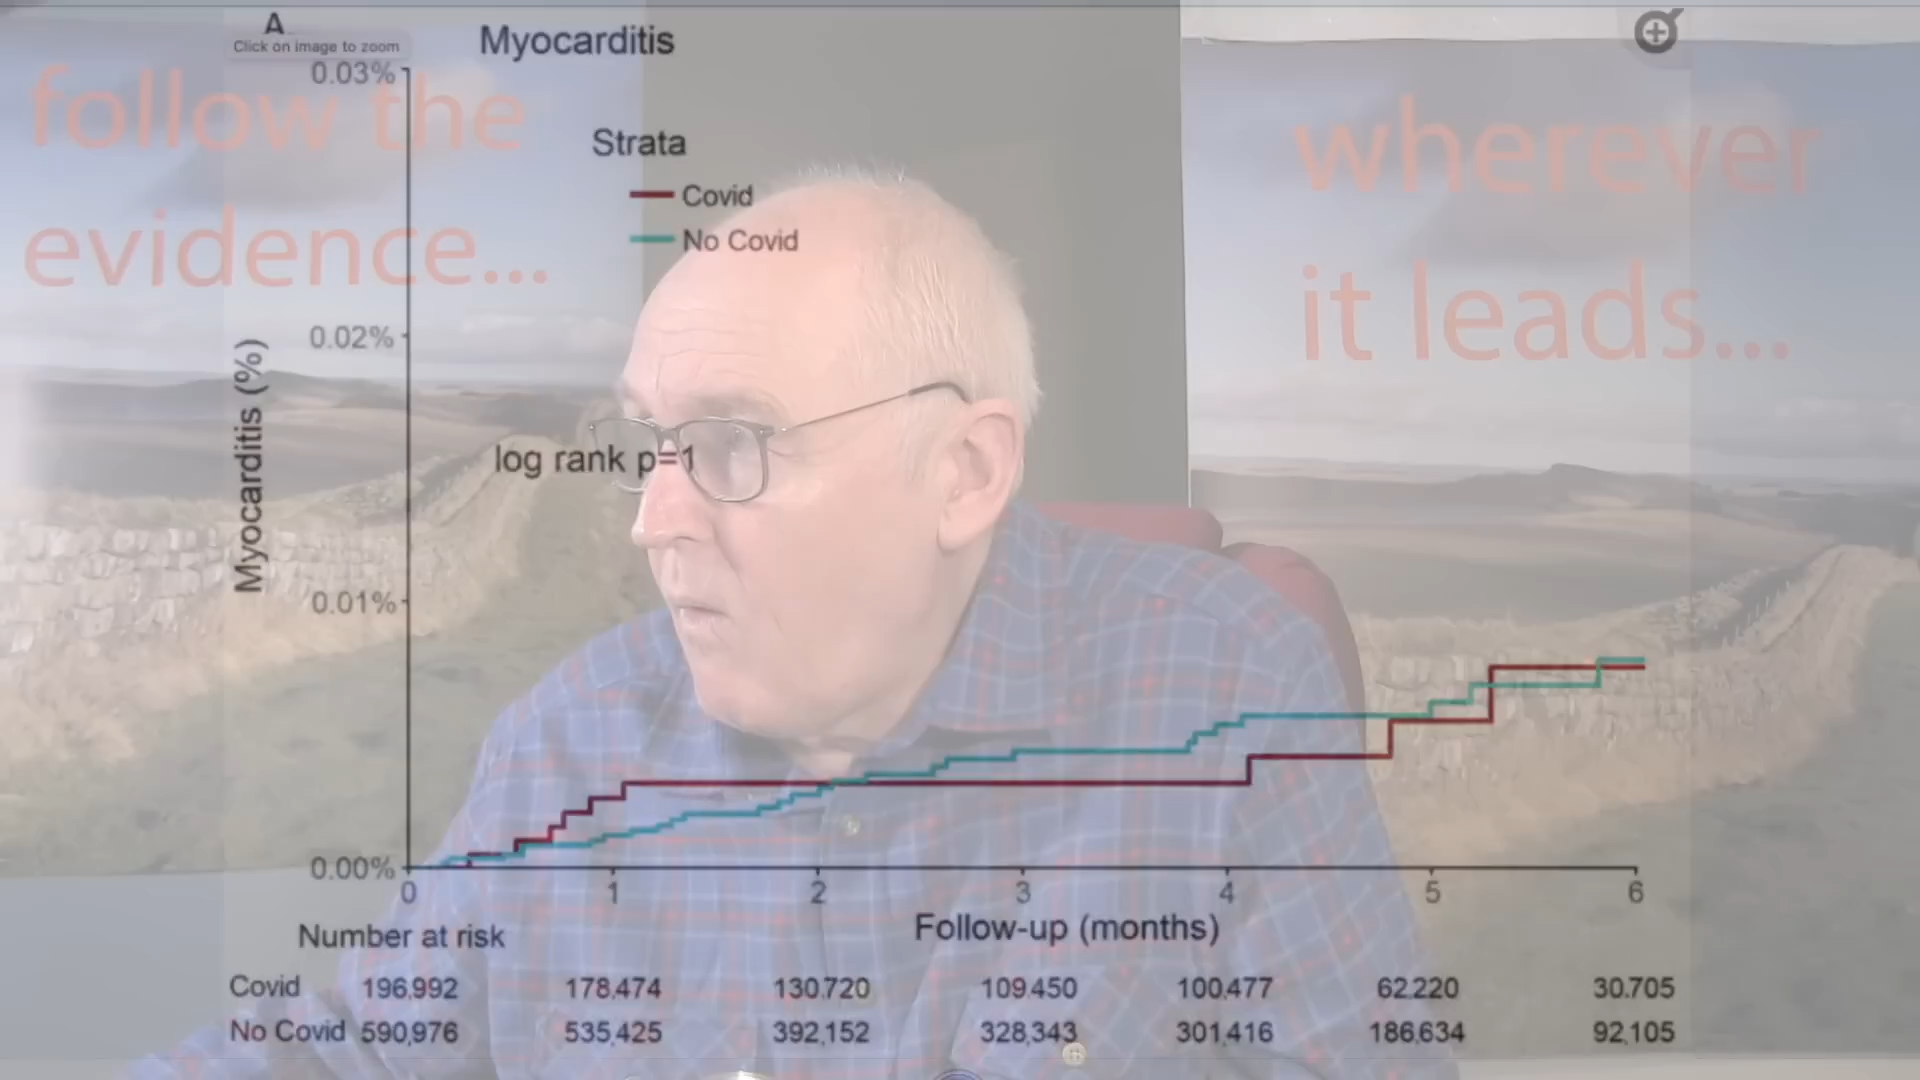 A
Click on image to zoom
Myocarditis
follow the
evidence...
wherever
it leads...
0.03%
Strata
Covid
No Covid
0.02%
Myocarditis (%)
log rank p=1
0.01%
0.00%
0 1 2 3 4 5 6
Follow-up (months)
Number at risk
Covid 196,992 178,474 130,720 109,450 100,477 62,220 30,705
No Covid 590,976 535,425 392,152 328,343 301,416 186,634 92,105